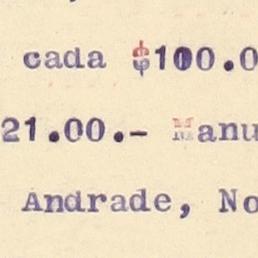 cada $100.0
21.00.- Manu
Andrade, No